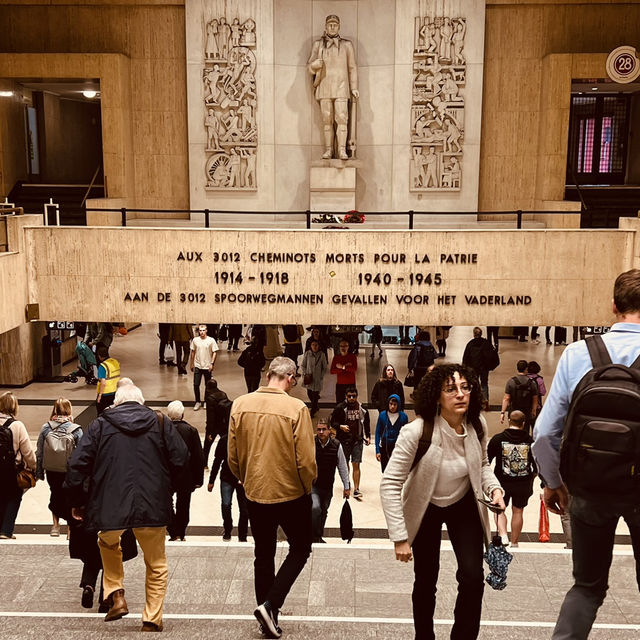 28
AUX 3012 CHEMINOTS MORTS POUR LA PATRIE
1914 - 1918 1940 - 1945
AAN DE 3012 SPOORWEGMANNEN GEVALLEN VOOR HET VADERLAND